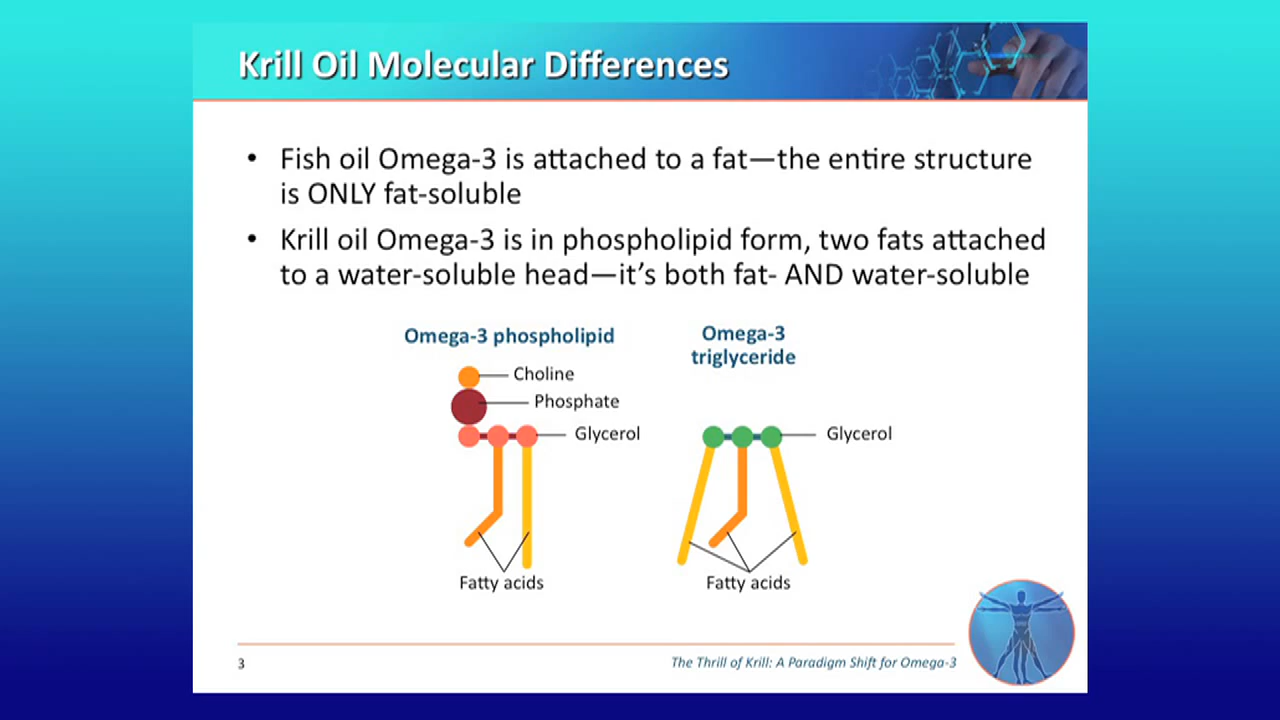 Krill Oil Molecular Differences
• Fish oil Omega-3 is attached to a fat—the entire structure
is ONLY fat-soluble
• Krill oil Omega-3 is in phospholipid form, two fats attached
to a water-soluble head—it's both fat- AND water-soluble
Omega-3 phospholipid
Choline
Phosphate
Glycerol
Fatty acids
Omega-3
triglyceride
Glycerol
Fatty acids
3
The Thrill of Krill: A Paradigm Shift for Omega-3